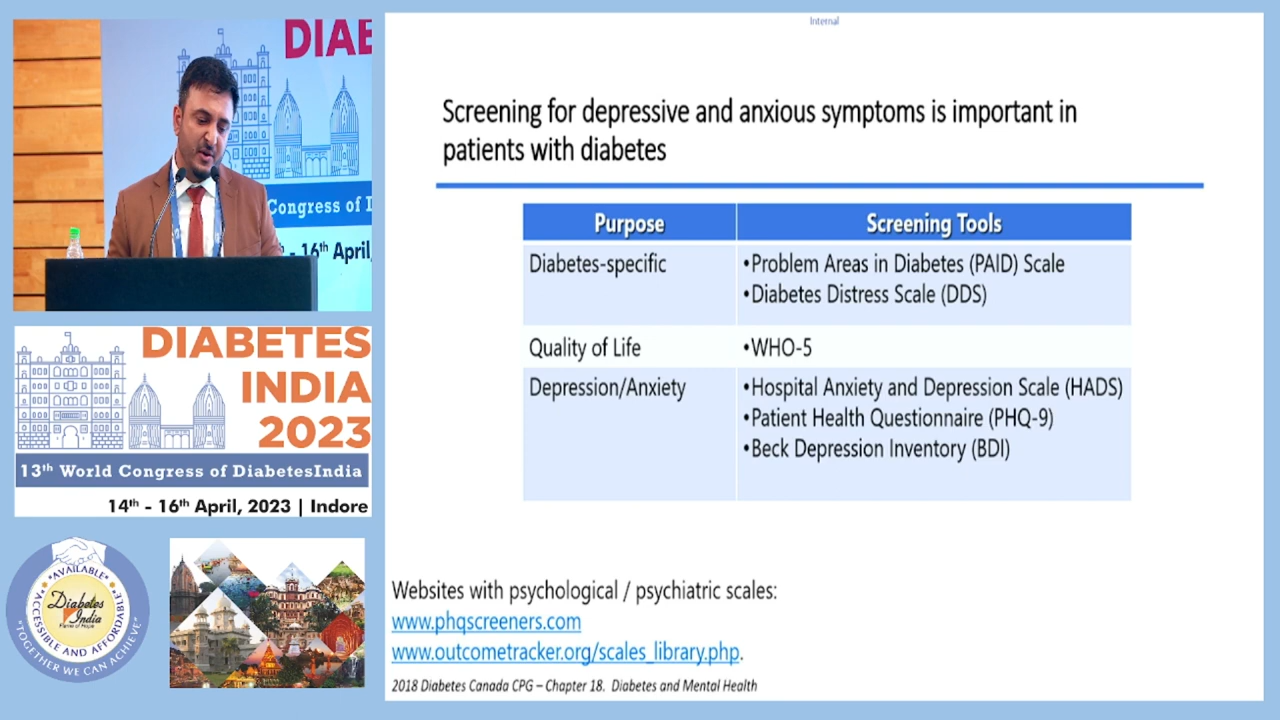 DIAB
Congress of I
- 16th April,
DIABETES
INDIA
2023
13th World Congress of DiabetesIndia
14th - 16th April, 2023 | Indore
"AVAILABLE"
"ACCESSIBLE AND AFFORDABLE"
Diabetes
India
"TOGETHER WE CAN ACHIEVE"
Internal
Screening for depressive and anxious symptoms is important in
patients with diabetes
Purpose Screening Tools
Diabetes-specific •Problem Areas in Diabetes (PAID) Scale
•Diabetes Distress Scale (DDS)
Quality of Life •WHO-5
Depression/Anxiety •Hospital Anxiety and Depression Scale (HADS)
•Patient Health Questionnaire (PHQ-9)
•Beck Depression Inventory (BDI)
Websites with psychological / psychiatric scales:
www.phqscreeners.com
www.outcometracker.org/scales_library.php.
2018 Diabetes Canada CPG – Chapter 18. Diabetes and Mental Health